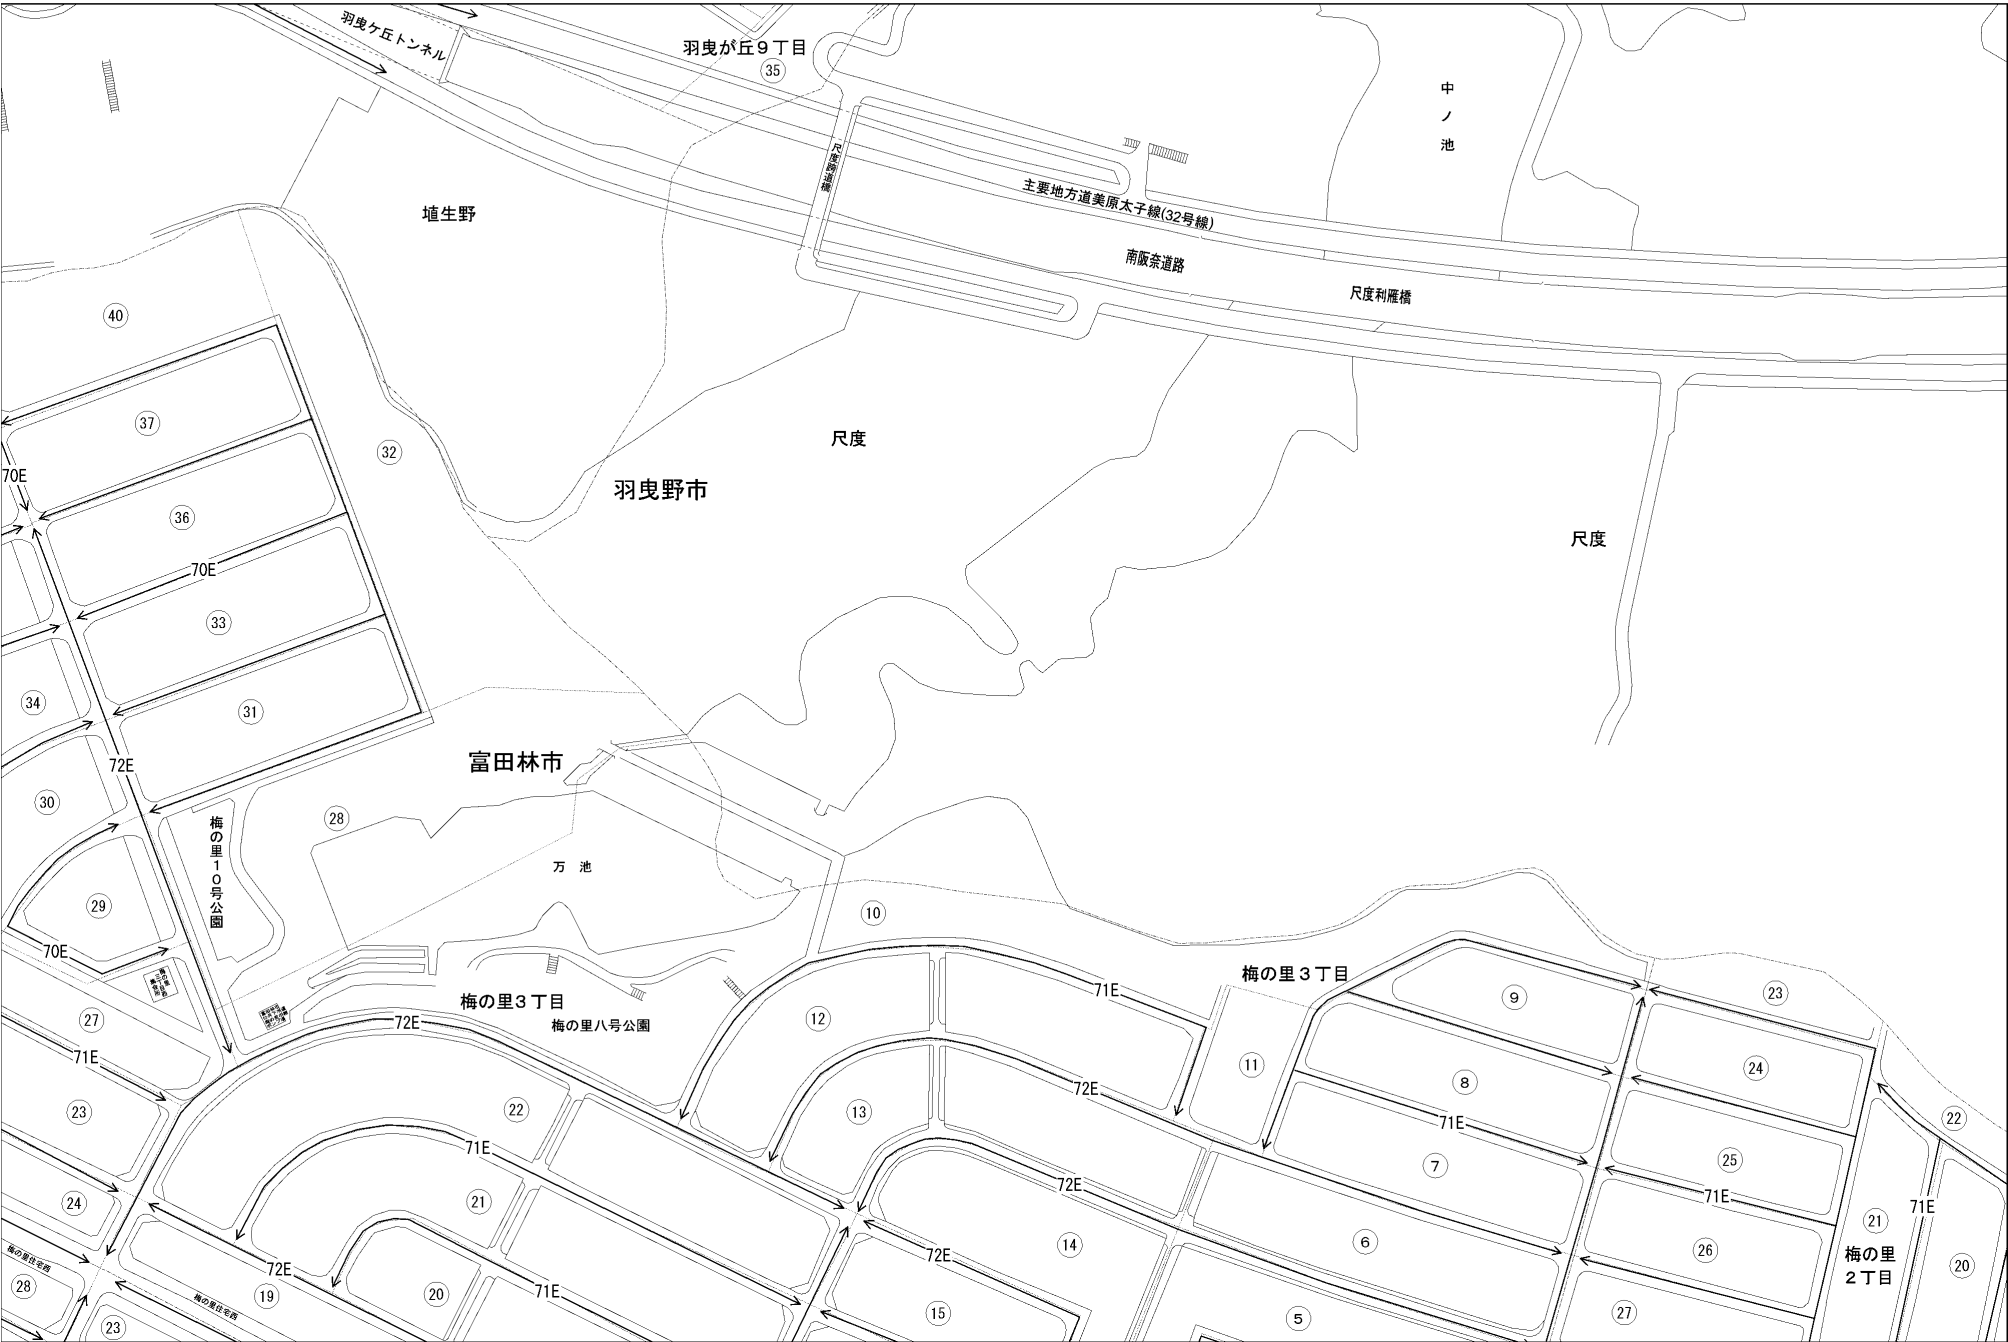 羽曳ケ丘トンネル
羽曳が丘9丁目
35
中ノ池
尺度跨道橋
主要地方道美原太子線(32号線)
埴生野
南阪奈道路
尺度利雁橋
40
37
32
尺度
70E
羽曳野市
36
尺度
70E
33
34
31
72E
富田林市
30
28
梅の里10号公園
万 池
29
10
70E
梅の里3丁目
23
71E
9
梅の里3丁目
12
72E
梅の里八号公園
27
71E
11
24
8
72E
23
22
13
71E
22
71E
25
7
72E
71E
24
21
71E
21
14
6
梅の里
2丁目
26
72E
20
梅の里住宅西
72E
28
19
20
71E
梅の里住宅西
15
5
27
23